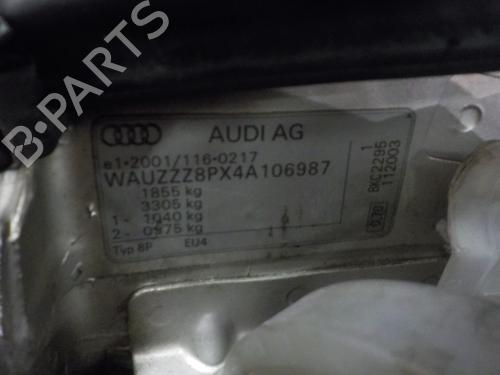 B-PARTS
AUDI AG
e1*2001/116*0217
WAUZZZ8PX4A106987
1855 kg
3305 kg
1- 1040 kg
2- 0975 kg
Typ 8P EU4
1
BKC2295
112003